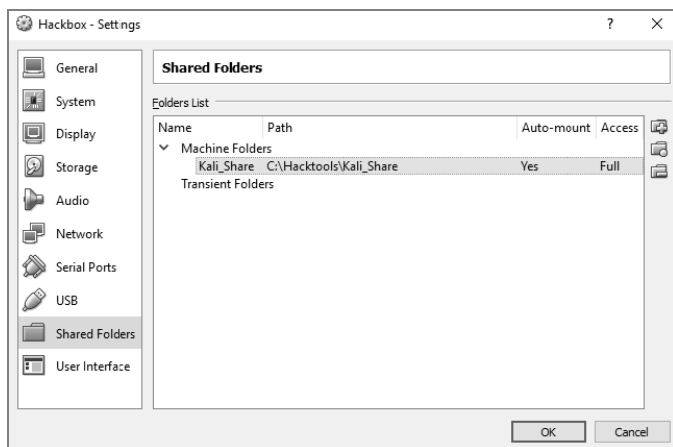 Hackbox - Settings ? ×
General
System
Display
Storage
Audio
Network
Serial Ports
USB
Shared Folders
User Interface
Shared Folders
Folders List
Name Path Auto-mount Access
Machine Folders
Kali_Share C:\Hacktools\Kali_Share Yes Full
Transient Folders
OK Cancel